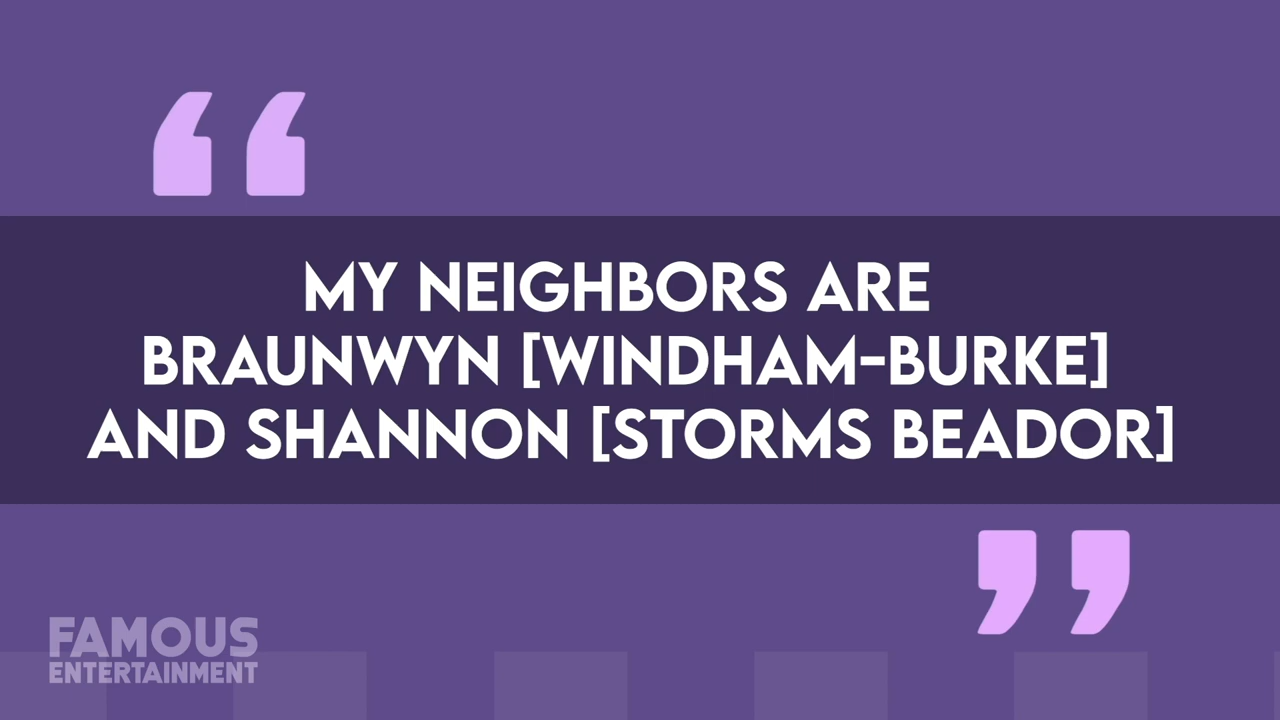 MY NEIGHBORS ARE
BRAUNWYN [WINDHAM-BURKE]
AND SHANNON [STORMS BEADOR]
FAMOUS
ENTERTAINMENT